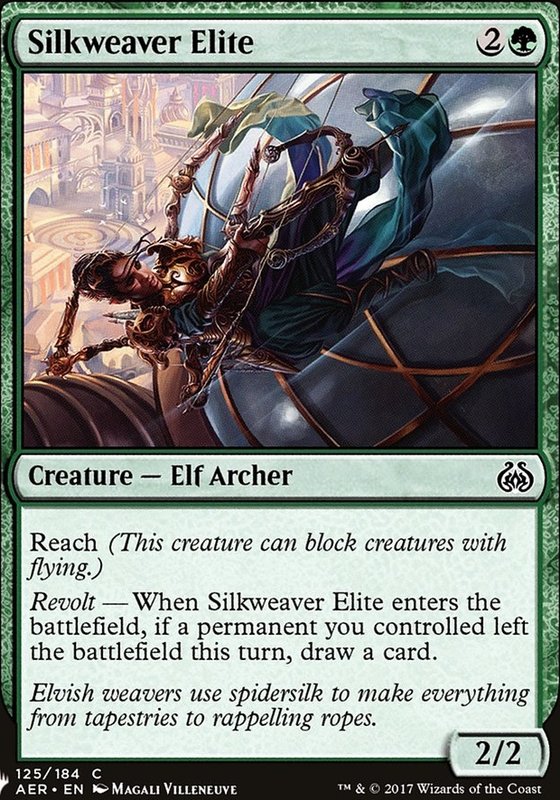 Silkweaver Elite 2
Creature — Elf Archer
Reach (This creature can block creatures with
flying.)
Revolt — When Silkweaver Elite enters the
battlefield, if a permanent you controlled left
the battlefield this turn, draw a card.
Elvish weavers use spidersilk to make everything
from tapestries to rappelling ropes.
2/2
125/184 C
AER • EN Magali Villeneuve
™ & © 2017 Wizards of the Coast